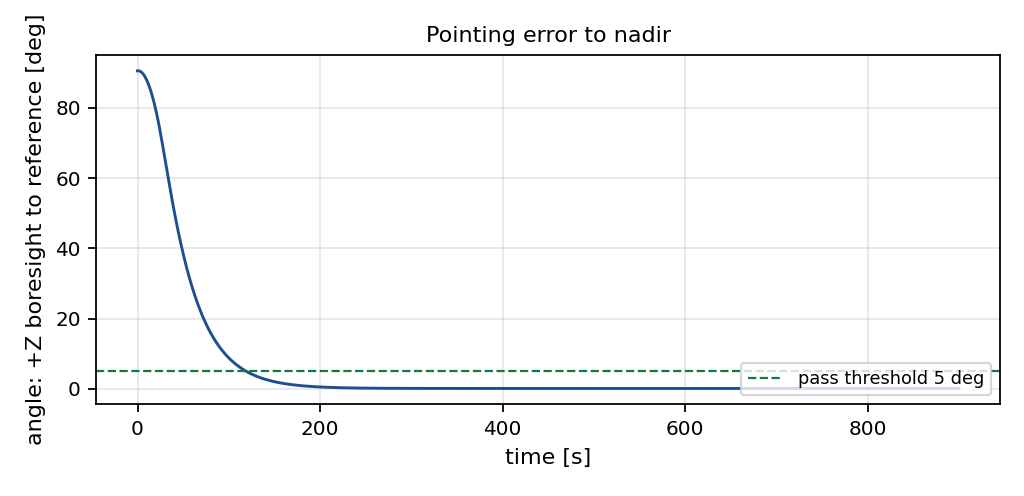 Pointing error to nadir
angle: +Z boresight to reference [deg]
80
60
40
20
0
pass threshold 5 deg
0 200 400 600 800
time [s]